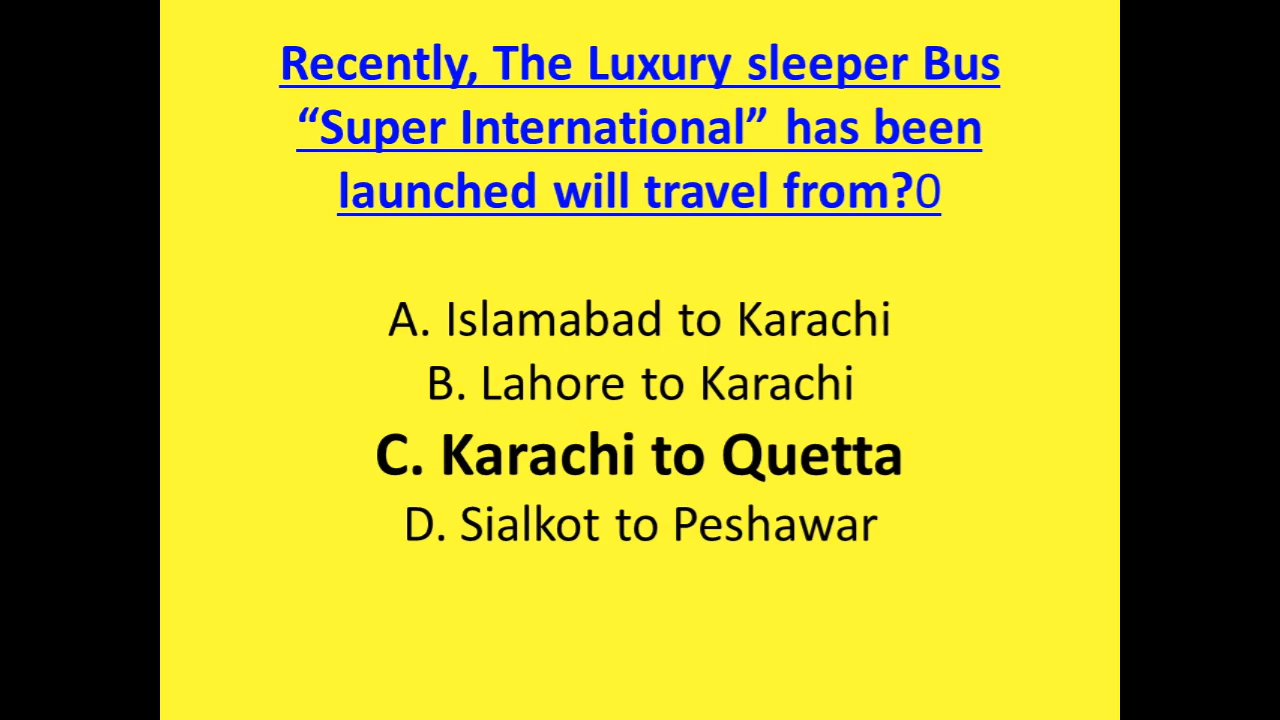 Recently, The Luxury sleeper Bus
“Super International” has been
launched will travel from?0
A. Islamabad to Karachi
B. Lahore to Karachi
C. Karachi to Quetta
D. Sialkot to Peshawar